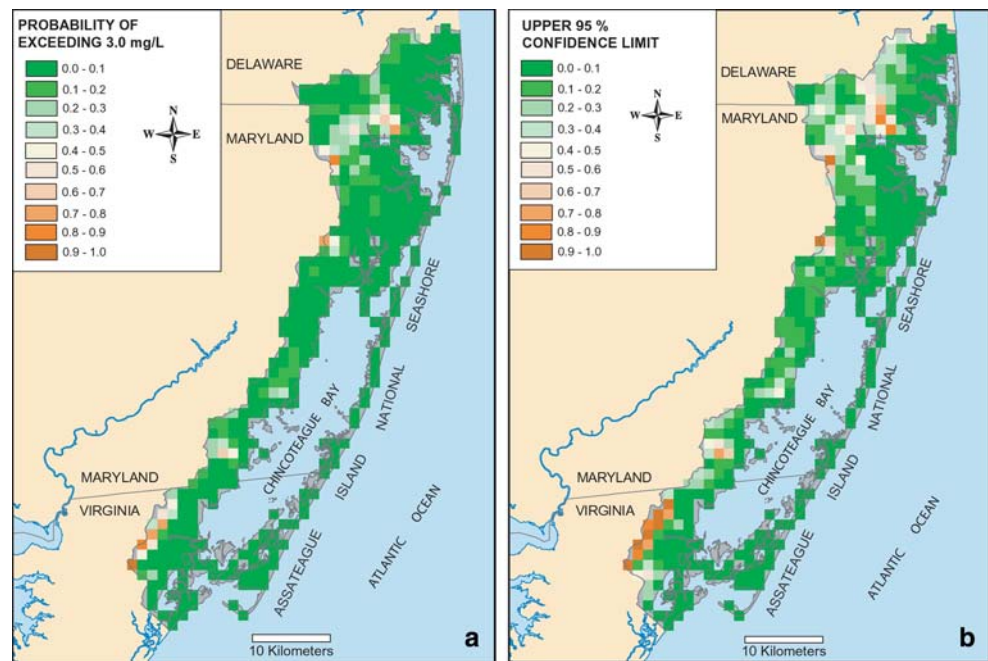 PROBABILITY OF
EXCEEDING 3.0 mg/L
0.0 - 0.1
0.1 - 0.2
0.2 - 0.3
0.3 - 0.4
0.4 - 0.5
0.5 - 0.6
0.6 - 0.7
0.7 - 0.8
0.8 - 0.9
0.9 - 1.0
N
W E
S
DELAWARE
MARYLAND
SEASHORE
NATIONAL
CHINCOTEAGUE BAY
ISLAND
MARYLAND
VIRGINIA
ASSATEAGUE
ATLANTIC OCEAN
10 Kilometers
a
UPPER 95 %
CONFIDENCE LIMIT
0.0 - 0.1
0.1 - 0.2
0.2 - 0.3
0.3 - 0.4
0.4 - 0.5
0.5 - 0.6
0.6 - 0.7
0.7 - 0.8
0.8 - 0.9
0.9 - 1.0
N
W E
S
DELAWARE
MARYLAND
SEASHORE
NATIONAL
CHINCOTEAGUE BAY
ISLAND
MARYLAND
VIRGINIA
ASSATEAGUE
ATLANTIC OCEAN
10 Kilometers
b